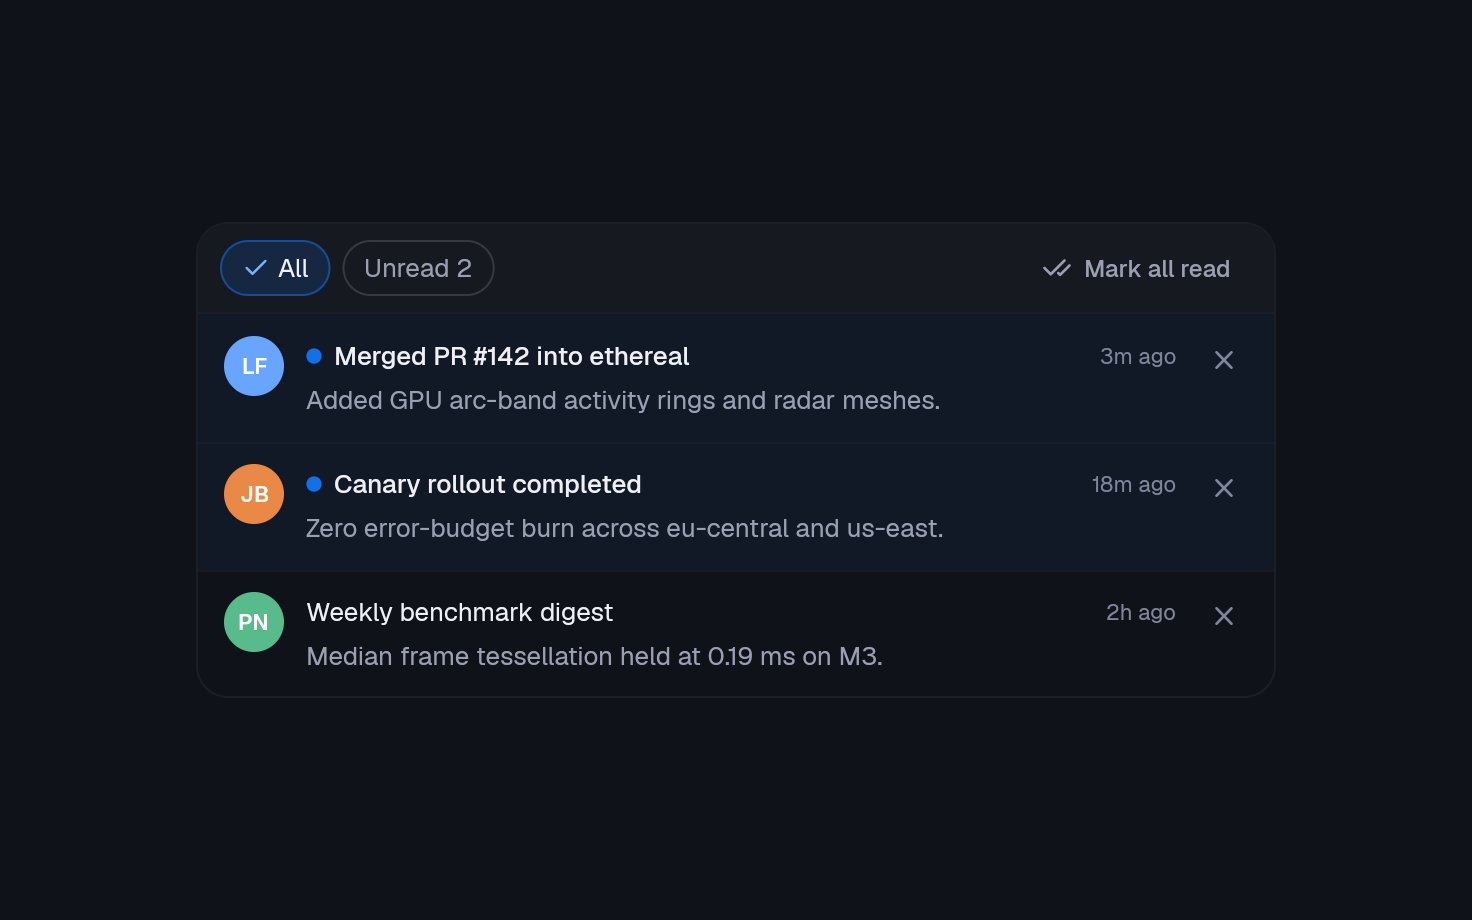 All
Unread 2
Mark all read
LF
Merged PR #142 into ethereal
3m ago
Added GPU arc-band activity rings and radar meshes.
JB
Canary rollout completed
18m ago
Zero error-budget burn across eu-central and us-east.
PN
Weekly benchmark digest
2h ago
Median frame tessellation held at 0.19 ms on M3.